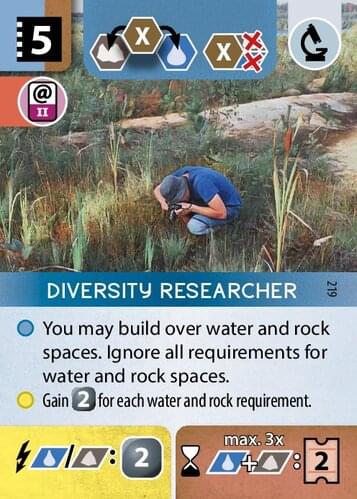 5
X
X
@
II
219
DIVERSITY RESEARCHER
You may build over water and rock
spaces. Ignore all requirements for
water and rock spaces.
Gain 2 for each water and rock requirement.
/ : 2
max. 3x
+ : 2